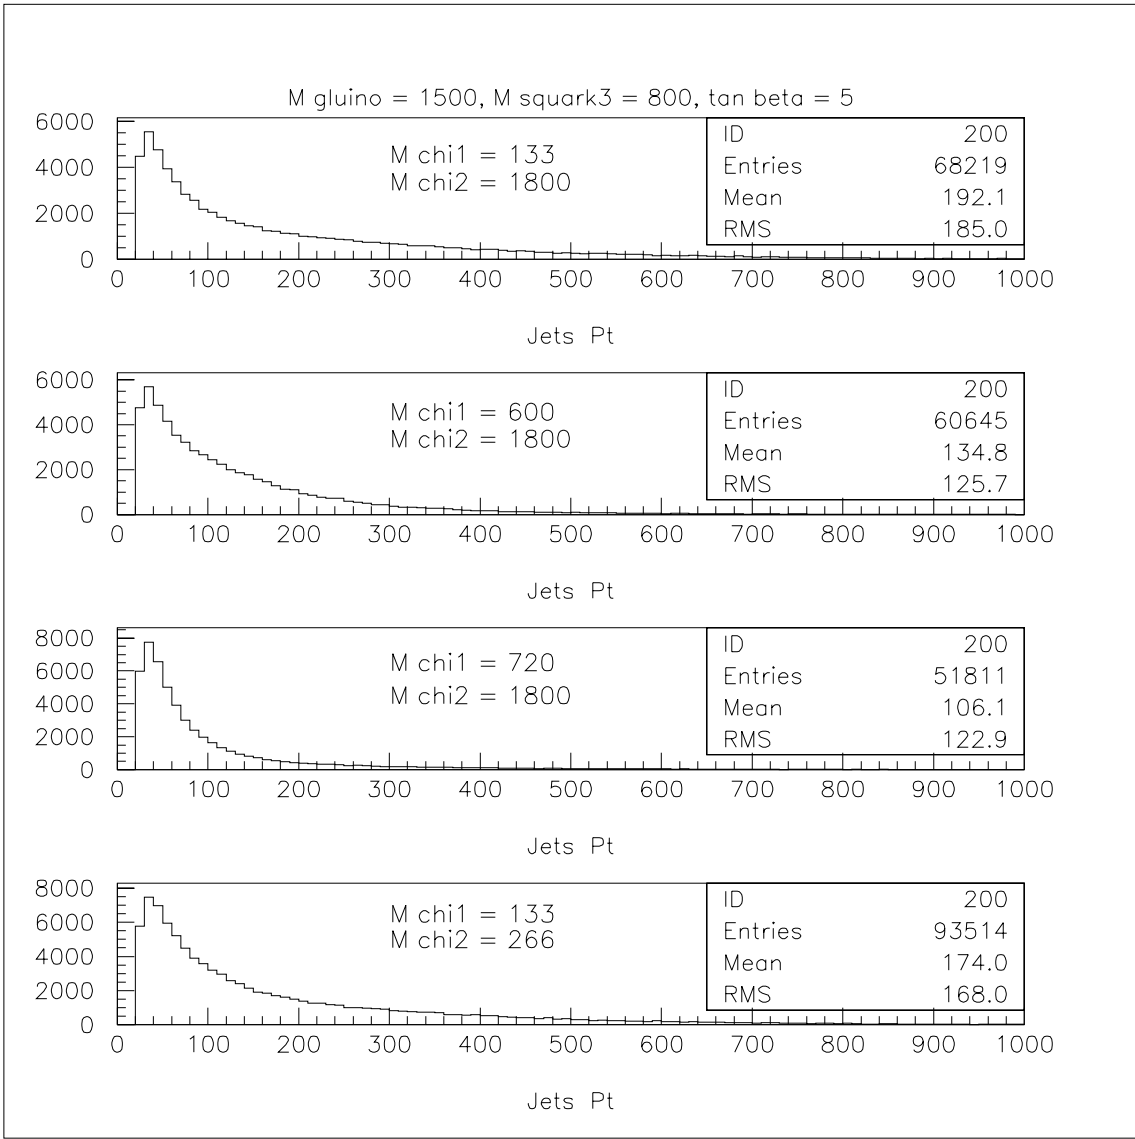 M gluino = 1500, M squark3 = 800, tan beta = 5
6000
4000
2000
0
M chi1 = 133
M chi2 = 1800
ID 200
Entries 68219
Mean 192.1
RMS 185.0
0 100 200 300 400 500 600 700 800 900 1000
Jets Pt
6000
4000
2000
0
M chi1 = 600
M chi2 = 1800
ID 200
Entries 60645
Mean 134.8
RMS 125.7
0 100 200 300 400 500 600 700 800 900 1000
Jets Pt
8000
6000
4000
2000
0
M chi1 = 720
M chi2 = 1800
ID 200
Entries 51811
Mean 106.1
RMS 122.9
0 100 200 300 400 500 600 700 800 900 1000
Jets Pt
8000
6000
4000
2000
0
M chi1 = 133
M chi2 = 266
ID 200
Entries 93514
Mean 174.0
RMS 168.0
0 100 200 300 400 500 600 700 800 900 1000
Jets Pt